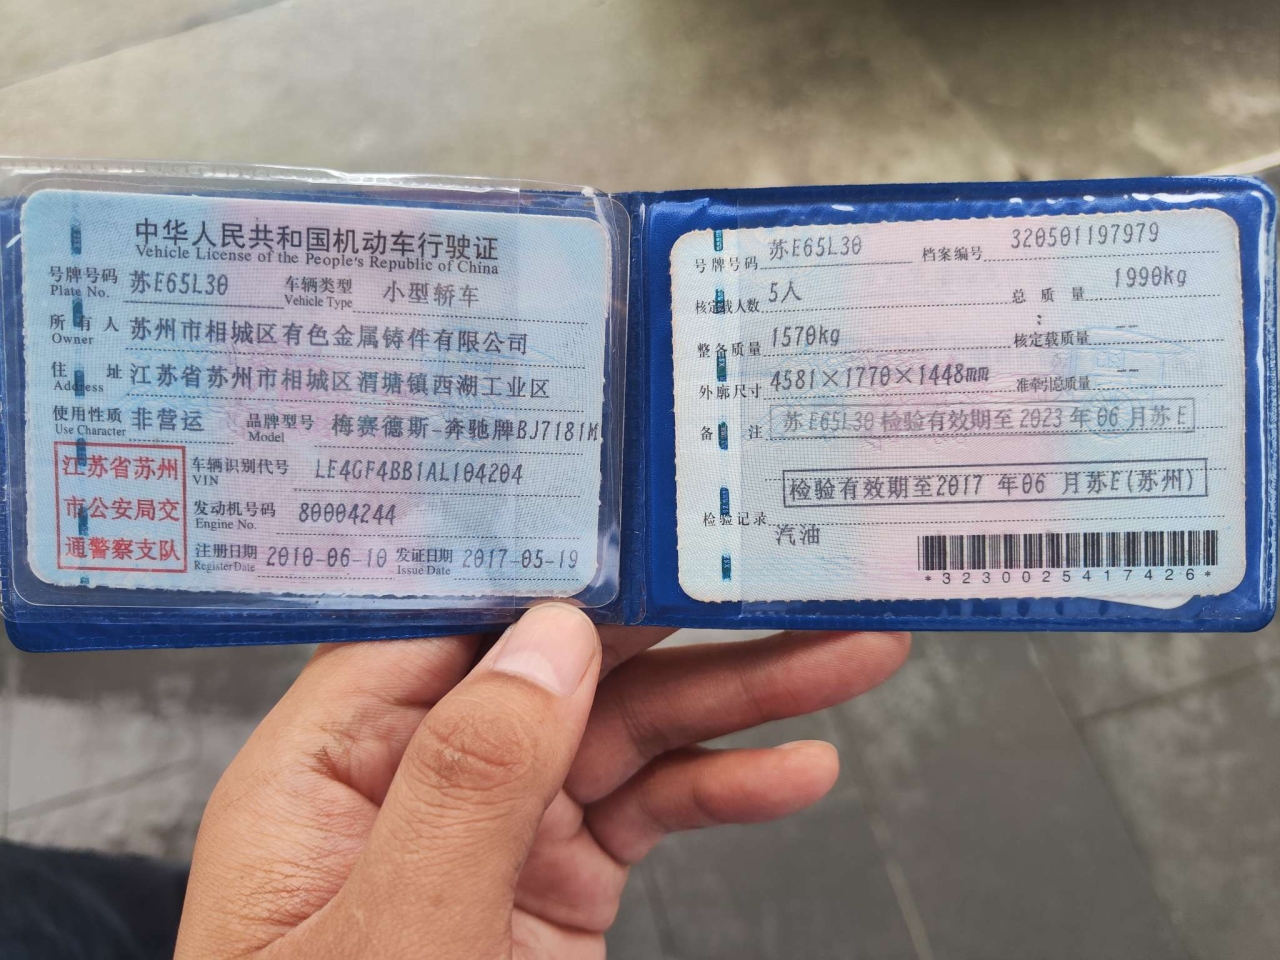 中华人民共和国机动车行驶证
Vehicle License of the People's Republic of China
号牌号码 苏E65L30 车辆类型 小型轿车
Plate No. Vehicle Type
所有人 苏州市相城区有色金属铸件有限公司
Owner
住址 江苏省苏州市相城区渭塘镇西湖工业区
Address
使用性质 非营运 品牌型号 梅赛德斯-奔驰牌BJ7181M
Use Character Model
江苏省苏州
市公安局交
通警察支队
车辆识别代号 LE4GF4BB1AL104204
VIN
发动机号码 80004244
Engine No.
注册日期 2010-06-10 发证日期 2017-05-19
Register Date Issue Date
号牌号码 苏E65L30 档案编号 320501197979
核定载人数 5人 总质量 1990kg
整备质量 1570kg 核定载质量 --
外廓尺寸 4581×1770×1448mm 准牵引总质量 --
备注 苏E65L30检验有效期至2023年06月苏E
检验有效期至2017 年06 月苏E(苏州)
检验记录
汽油
*3230025417426*